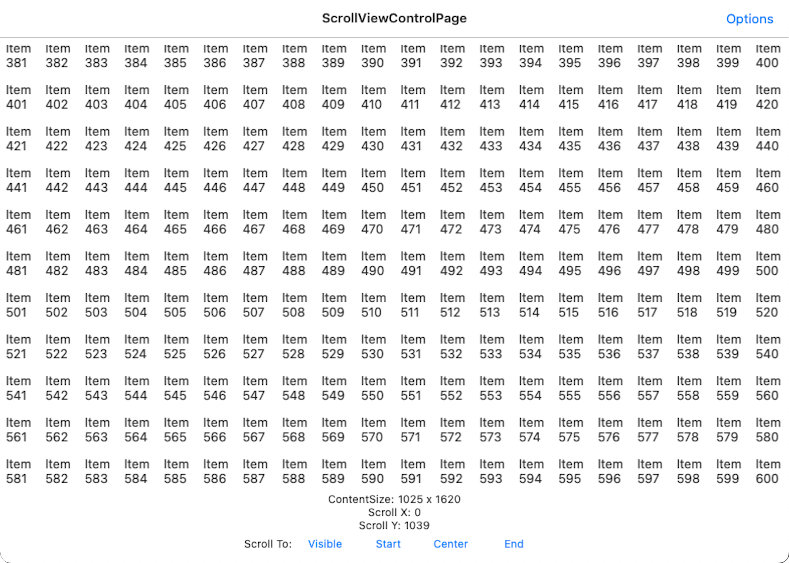 ScrollViewControlPage Options
Item Item Item Item Item Item Item Item Item Item Item Item Item Item Item Item Item Item Item Item
381 382 383 384 385 386 387 388 389 390 391 392 393 394 395 396 397 398 399 400
Item Item Item Item Item Item Item Item Item Item Item Item Item Item Item Item Item Item Item Item
401 402 403 404 405 406 407 408 409 410 411 412 413 414 415 416 417 418 419 420
Item Item Item Item Item Item Item Item Item Item Item Item Item Item Item Item Item Item Item Item
421 422 423 424 425 426 427 428 429 430 431 432 433 434 435 436 437 438 439 440
Item Item Item Item Item Item Item Item Item Item Item Item Item Item Item Item Item Item Item Item
441 442 443 444 445 446 447 448 449 450 451 452 453 454 455 456 457 458 459 460
Item Item Item Item Item Item Item Item Item Item Item Item Item Item Item Item Item Item Item Item
461 462 463 464 465 466 467 468 469 470 471 472 473 474 475 476 477 478 479 480
Item Item Item Item Item Item Item Item Item Item Item Item Item Item Item Item Item Item Item Item
481 482 483 484 485 486 487 488 489 490 491 492 493 494 495 496 497 498 499 500
Item Item Item Item Item Item Item Item Item Item Item Item Item Item Item Item Item Item Item Item
501 502 503 504 505 506 507 508 509 510 511 512 513 514 515 516 517 518 519 520
Item Item Item Item Item Item Item Item Item Item Item Item Item Item Item Item Item Item Item Item
521 522 523 524 525 526 527 528 529 530 531 532 533 534 535 536 537 538 539 540
Item Item Item Item Item Item Item Item Item Item Item Item Item Item Item Item Item Item Item Item
541 542 543 544 545 546 547 548 549 550 551 552 553 554 555 556 557 558 559 560
Item Item Item Item Item Item Item Item Item Item Item Item Item Item Item Item Item Item Item Item
561 562 563 564 565 566 567 568 569 570 571 572 573 574 575 576 577 578 579 580
Item Item Item Item Item Item Item Item Item Item Item Item Item Item Item Item Item Item Item Item
581 582 583 584 585 586 587 588 589 590 591 592 593 594 595 596 597 598 599 600
ContentSize: 1025 x 1620
Scroll X: 0
Scroll Y: 1039
Scroll To: Visible Start Center End